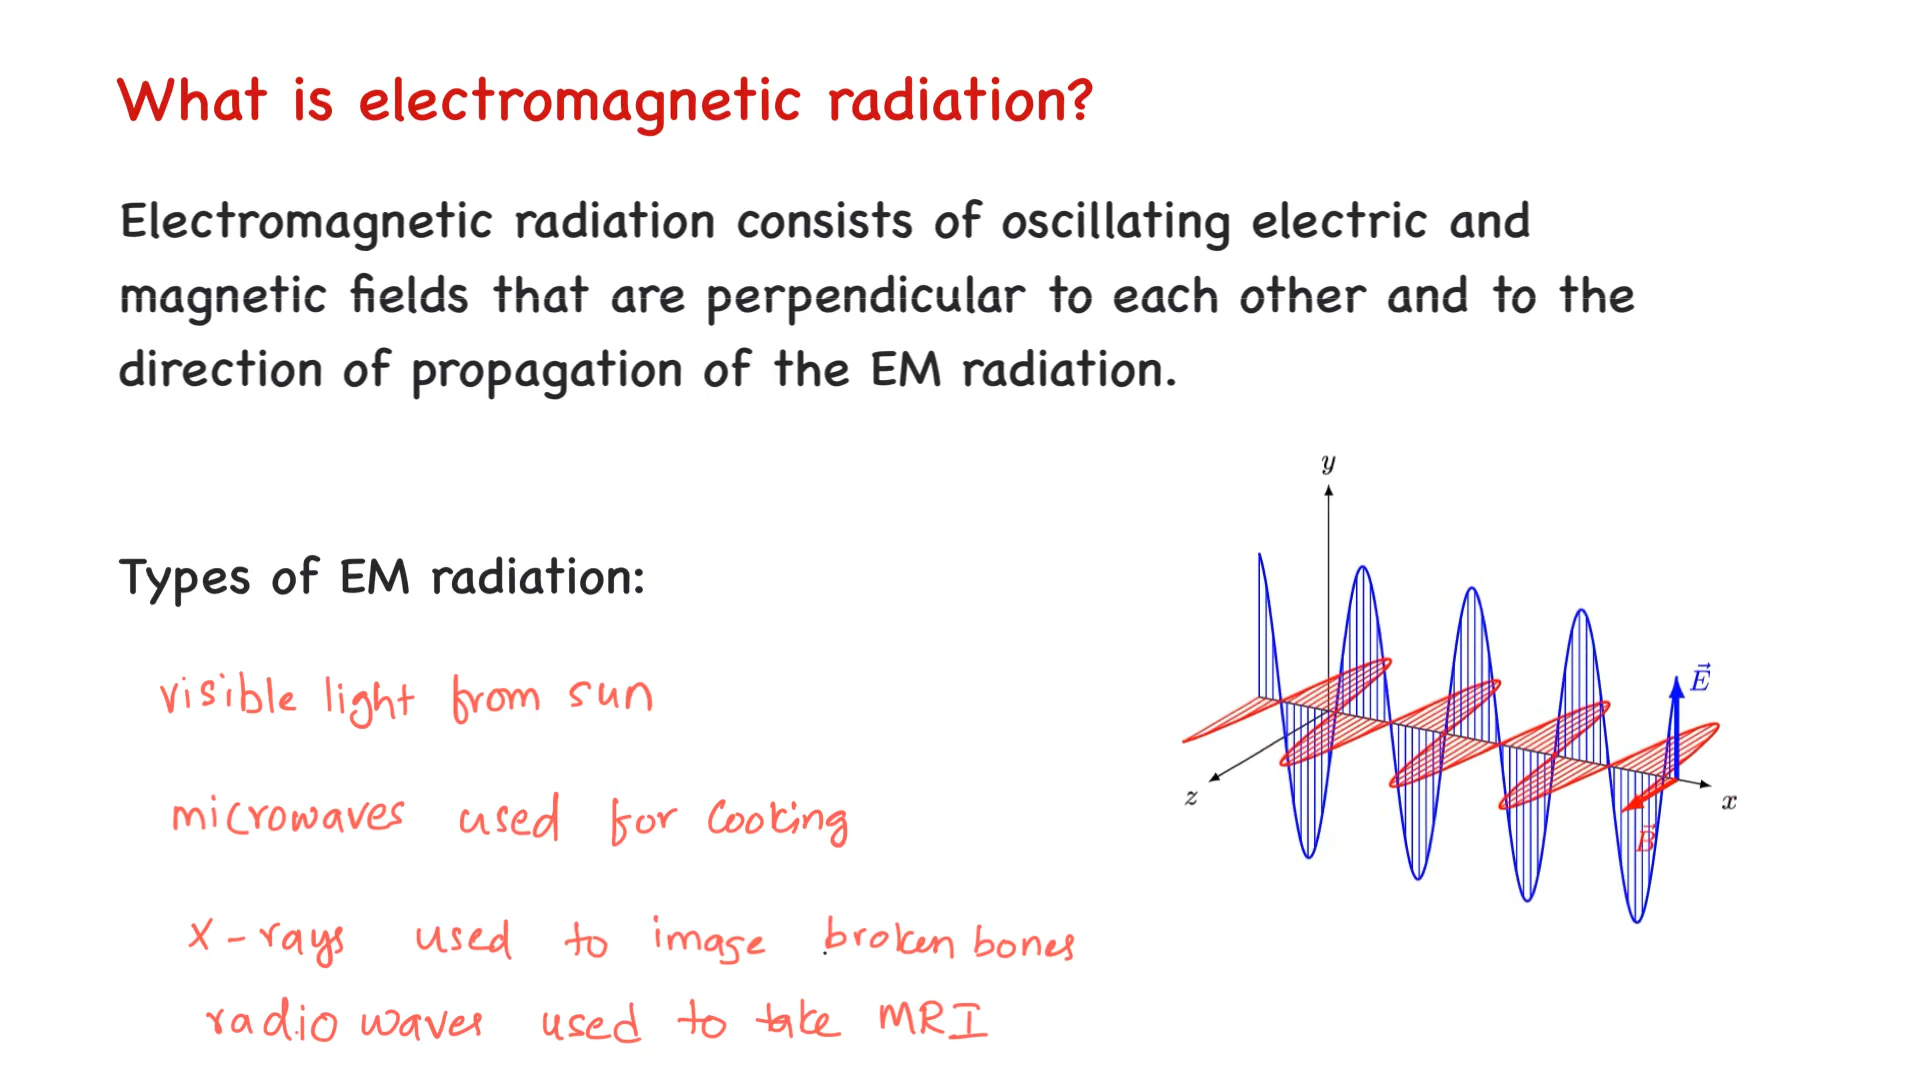 What is electromagnetic radiation?
Electromagnetic radiation consists of oscillating electric and
magnetic fields that are perpendicular to each other and to the
direction of propagation of the EM radiation.
Types of EM radiation:
visible light from sun
microwaves used for cooking
x-rays used to image broken bones
radio waves used to take MRI
y
E⃗
z
x
B⃗